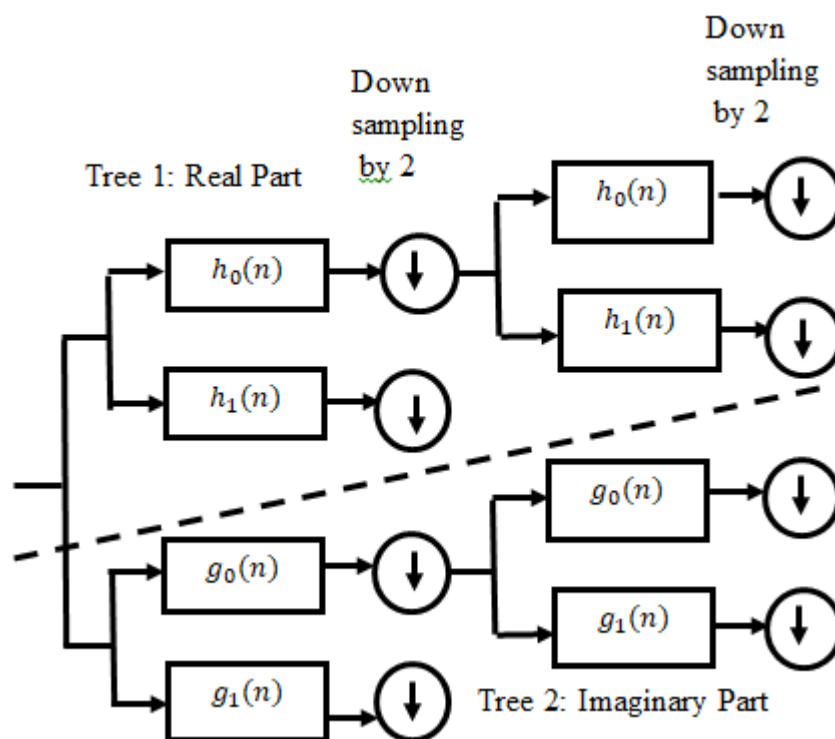 Down
sampling
by 2
Down
sampling
by 2
Tree 1: Real Part
h₀(n)
h₀(n)
h₁(n)
h₁(n)
g₀(n)
g₀(n)
g₁(n)
g₁(n)
Tree 2: Imaginary Part